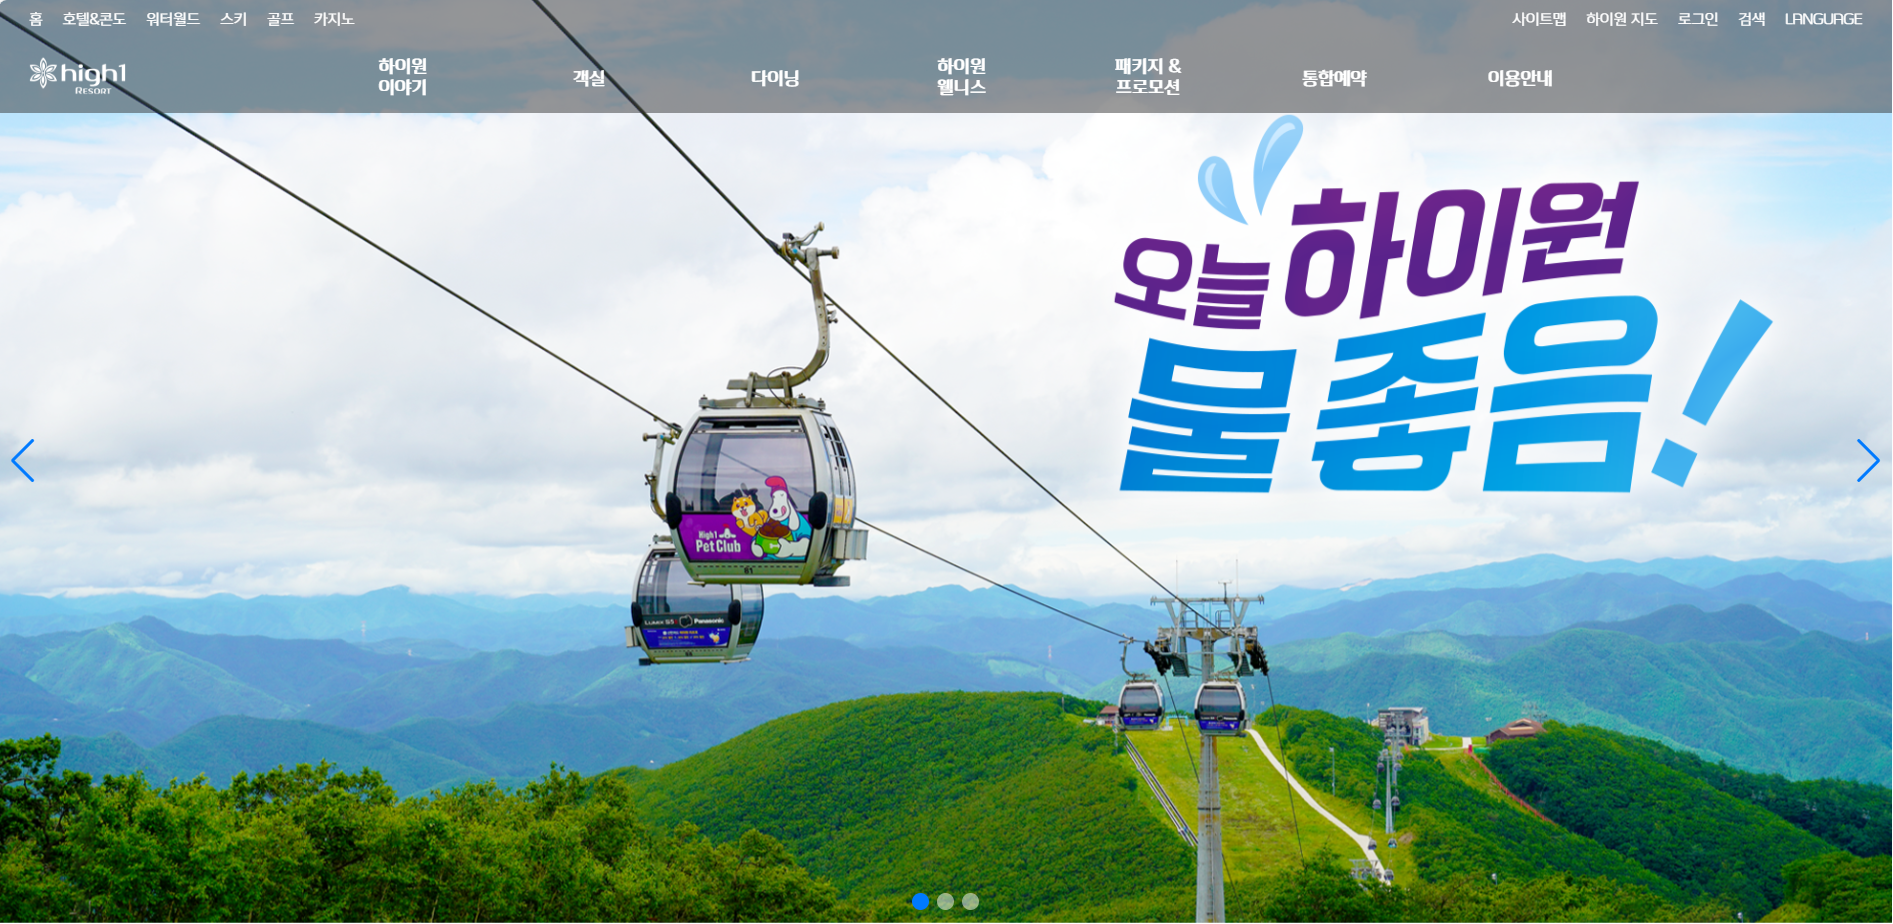 홈 호텔&콘도 워터월드 스키 골프 카지노
사이트맵 하이원 지도 로그인 검색 LANGUAGE
high1
RESORT
하이원
이야기
객실
다이닝
하이원
웰니스
패키지 &
프로모션
통합예약
이용안내
오늘하이원
물좋음!
High1
Pet Club
61
LUMIX S5 Panasonic